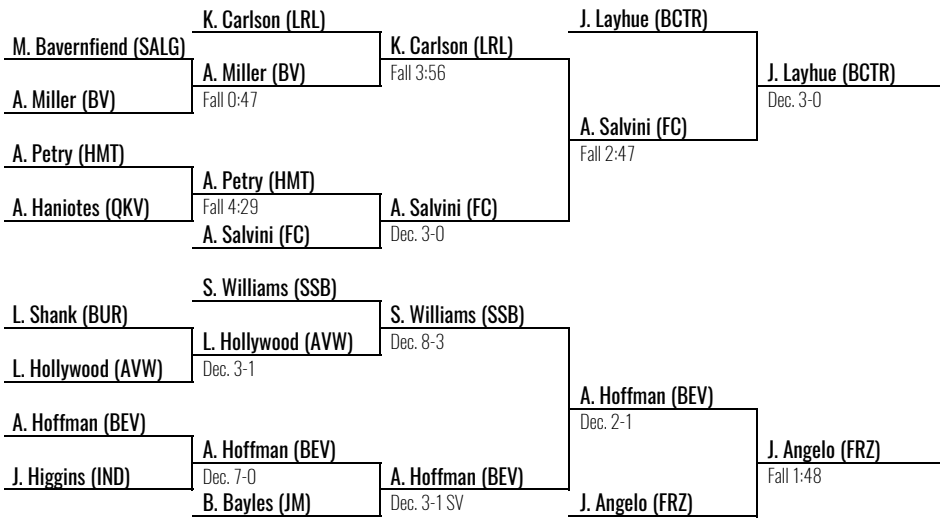 K. Carlson (LRL)
J. Layhue (BCTR)
M. Bavernfiend (SALG)
K. Carlson (LRL)
A. Miller (BV)
Fall 3:56
J. Layhue (BCTR)
A. Miller (BV)
Fall 0:47
Dec. 3-0
A. Salvini (FC)
A. Petry (HMT)
Fall 2:47
A. Petry (HMT)
A. Haniotes (QKV)
Fall 4:29
A. Salvini (FC)
A. Salvini (FC)
Dec. 3-0
S. Williams (SSB)
L. Shank (BUR)
S. Williams (SSB)
L. Hollywood (AVW)
Dec. 8-3
L. Hollywood (AVW)
Dec. 3-1
A. Hoffman (BEV)
A. Hoffman (BEV)
Dec. 2-1
A. Hoffman (BEV)
J. Angelo (FRZ)
J. Higgins (IND)
Dec. 7-0
A. Hoffman (BEV)
Fall 1:48
B. Bayles (JM)
Dec. 3-1 SV
J. Angelo (FRZ)